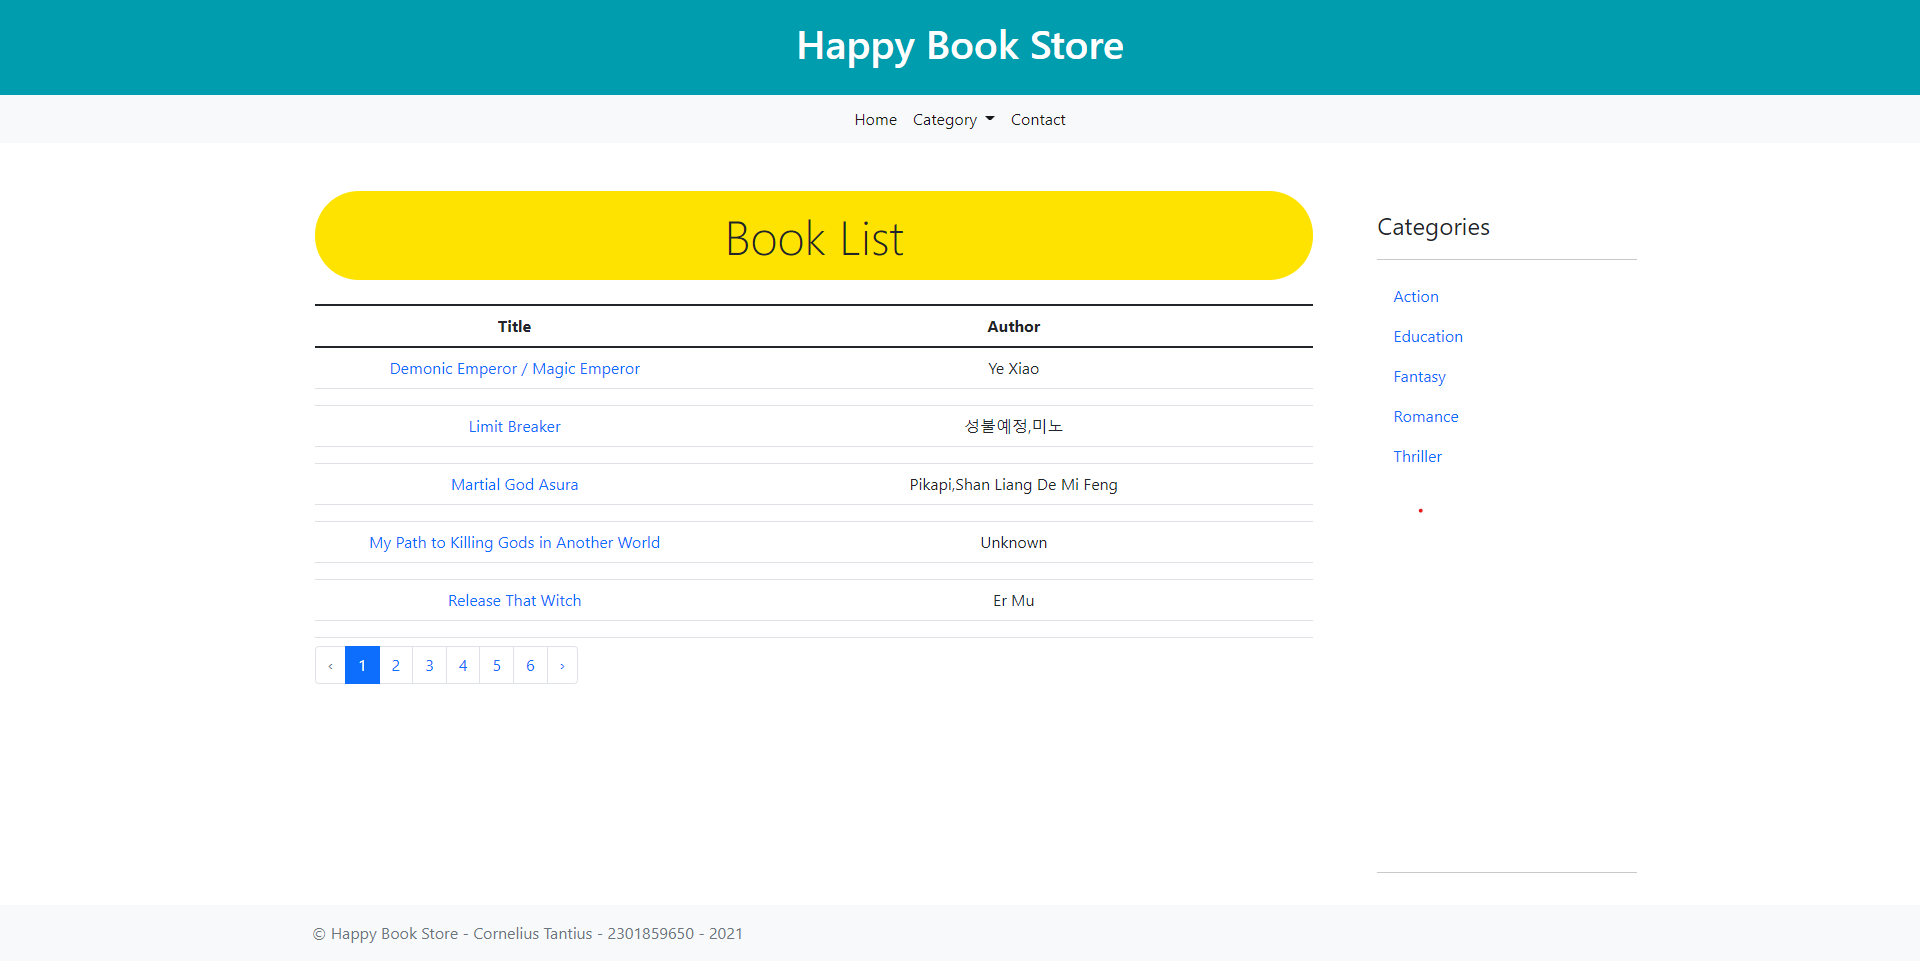 Happy Book Store
Home Category Contact
Book List
Title Author
Demonic Emperor / Magic Emperor Ye Xiao
Limit Breaker 성불예정,미노
Martial God Asura Pikapi,Shan Liang De Mi Feng
My Path to Killing Gods in Another World Unknown
Release That Witch Er Mu
‹ 1 2 3 4 5 6 ›
Categories
Action
Education
Fantasy
Romance
Thriller
© Happy Book Store - Cornelius Tantius - 2301859650 - 2021